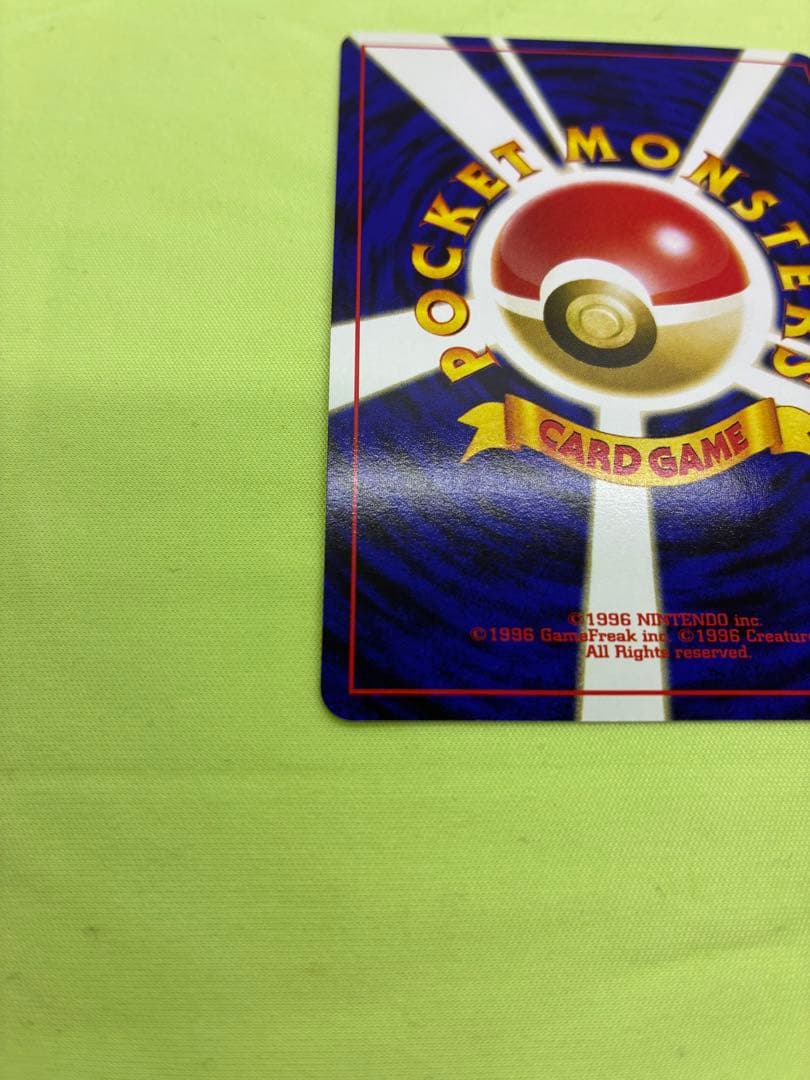 POCKET MONSTERS
CARD GAME
©1996 NINTENDO inc.
©1996 GameFreak inc. ©1996 Creatur
All Rights reserved.